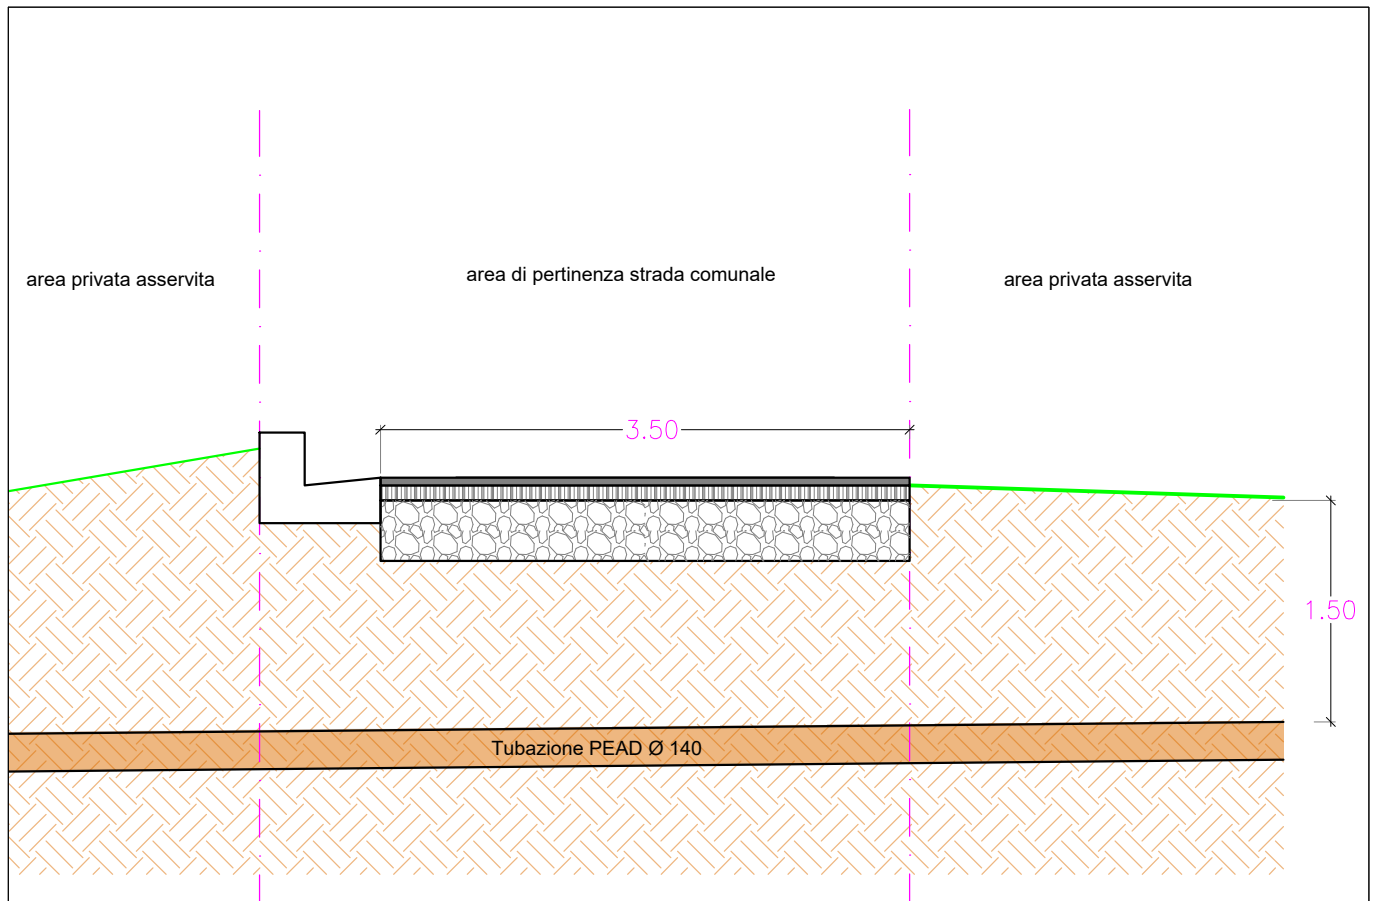 area privata asservita
area di pertinenza strada comunale
area privata asservita
3.50
1.50
Tubazione PEAD Ø 140